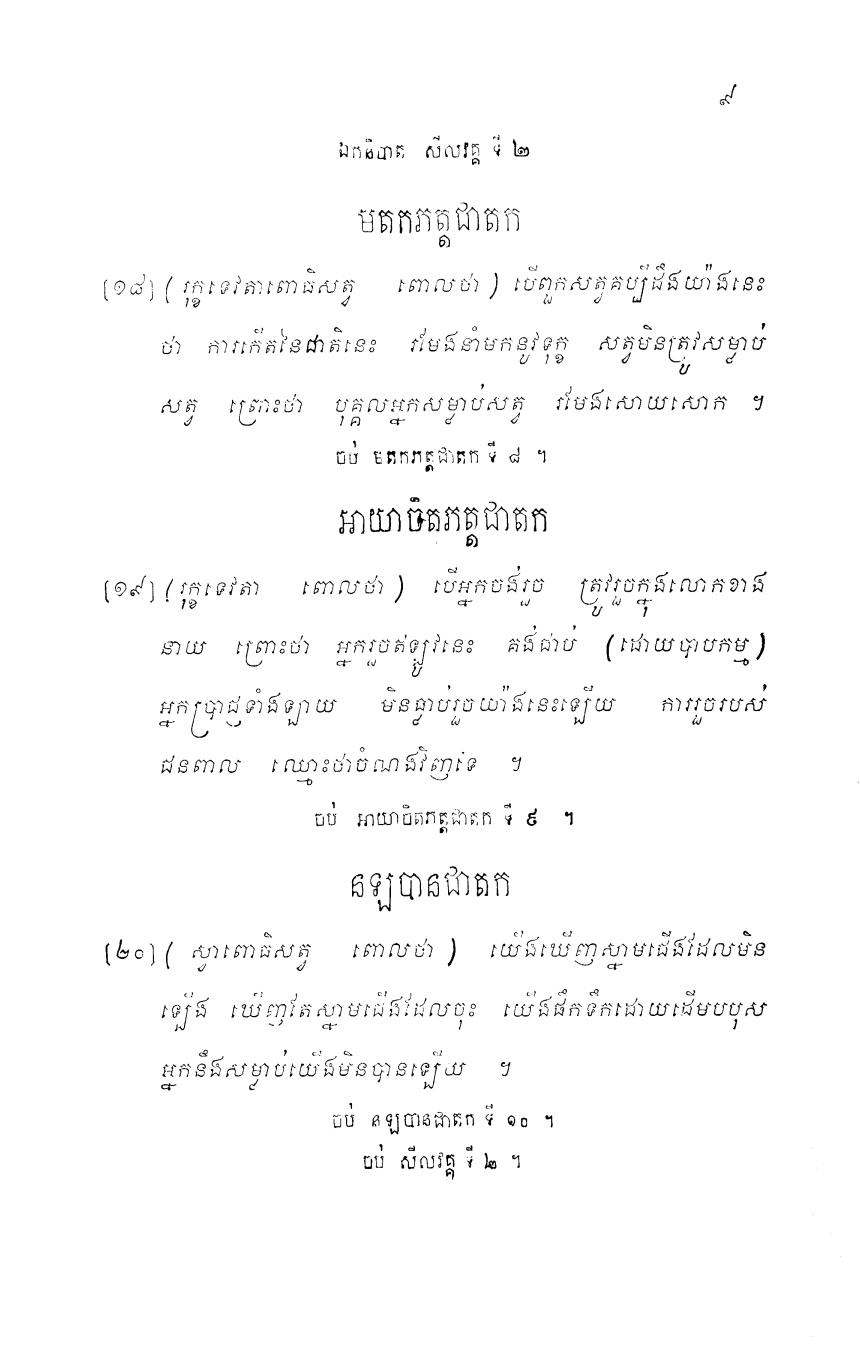 ៩
ឯកនិបាត សីលវគ្គ ទី ២
មតកភត្តជាតក
[១៨] ( រុក្ខទេវតាពោធិសត្វ ពោលថា ) បើពួកសត្វគប្បីដឹងយ៉ាងនេះ
ថា ការកើតនៃជាតិនេះ រមែងនាំមកនូវទុក្ខ សត្វមិនត្រូវសម្លាប់
សត្វ ព្រោះថា បុគ្គលអ្នកសម្លាប់សត្វ រមែងសោយសោក ។
ចប់ មតកភត្តជាតក ទី ៨ ។
អាយាចិតភត្តជាតក
[១៩] ( រុក្ខទេវតា ពោលថា ) បើអ្នកចង់រួច ត្រូវរួចក្នុងលោកខាង
នាយ ព្រោះថា អ្នករួចឥឡូវនេះ គង់ជាប់ (ដោយបាបកម្ម)
អ្នកប្រាជ្ញទាំងឡាយ មិនធ្លាប់រួចយ៉ាងនេះឡើយ ការរួចរបស់
ជនពាល ឈ្មោះថាចំណងវិញទេ ។
ចប់ អាយាចិតភត្តជាតក ទី ៩ ។
នឡបានជាតក
[២០] ( ស្វាពោធិសត្វ ពោលថា ) យើងឃើញស្នាមជើងដែលមិន
ឡើង ឃើញតែស្នាមជើងដែលចុះ យើងផឹកទឹកដោយដើមបបុស
អ្នកនឹងសម្លាប់យើងមិនបានឡើយ ។
ចប់ នឡបានជាតក ទី ១០ ។
ចប់ សីលវគ្គ ទី ២ ។